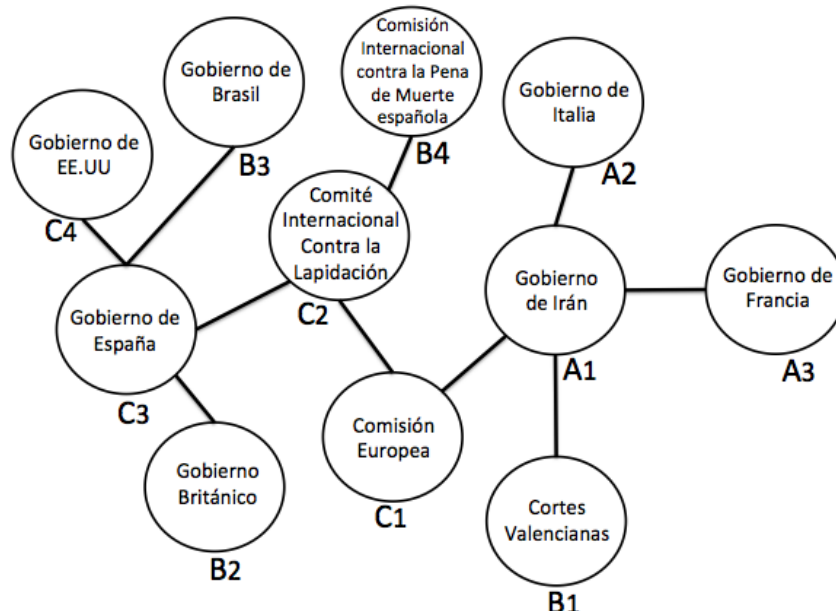 Comisión
Internacional
contra la Pena
de Muerte
española
B4
Gobierno de
Brasil
B3
Gobierno de
Italia
A2
Gobierno de
EE.UU
C4
Comité
Internacional
Contra la
Lapidación
C2
Gobierno
de Irán
A1
Gobierno de
Francia
A3
Gobierno de
España
C3
Comisión
Europea
C1
Gobierno
Británico
B2
Cortes
Valencianas
B1